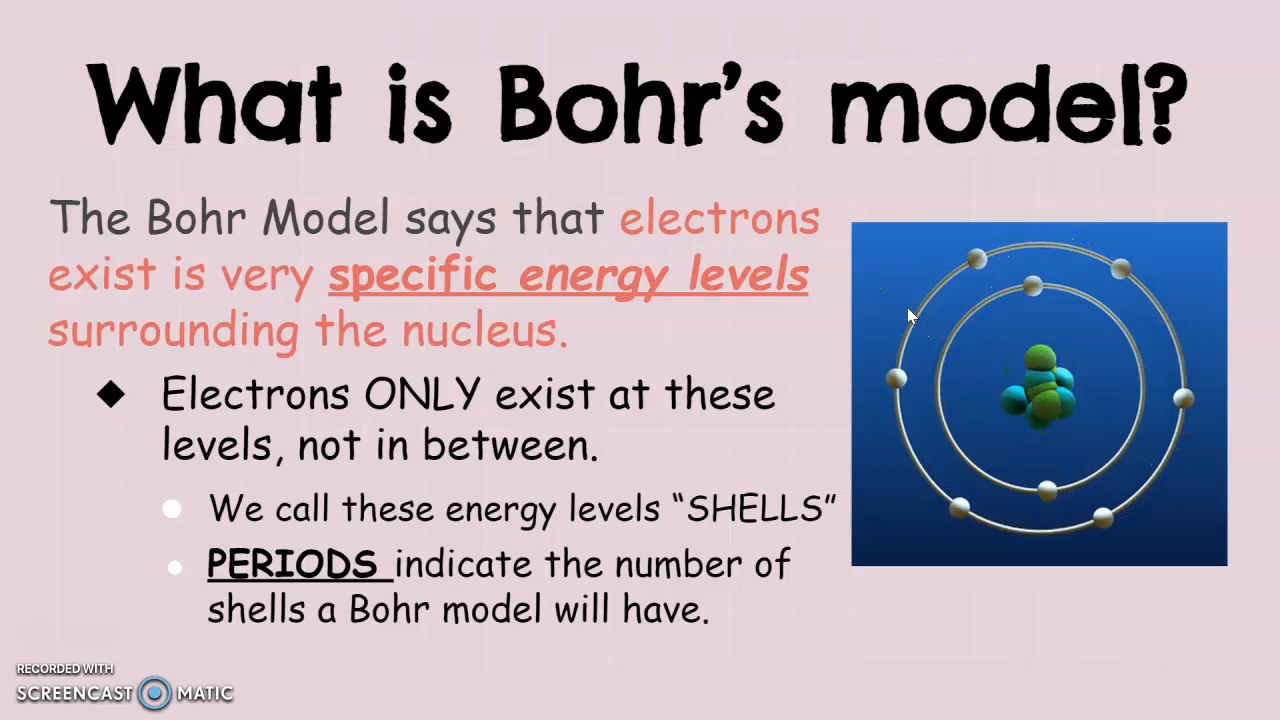 What is Bohr's model?
The Bohr Model says that electrons
exist is very specific energy levels
surrounding the nucleus.
Electrons ONLY exist at these
levels, not in between.
We call these energy levels “SHELLS”
PERIODS indicate the number of
shells a Bohr model will have.
RECORDED WITH
SCREENCAST MATIC